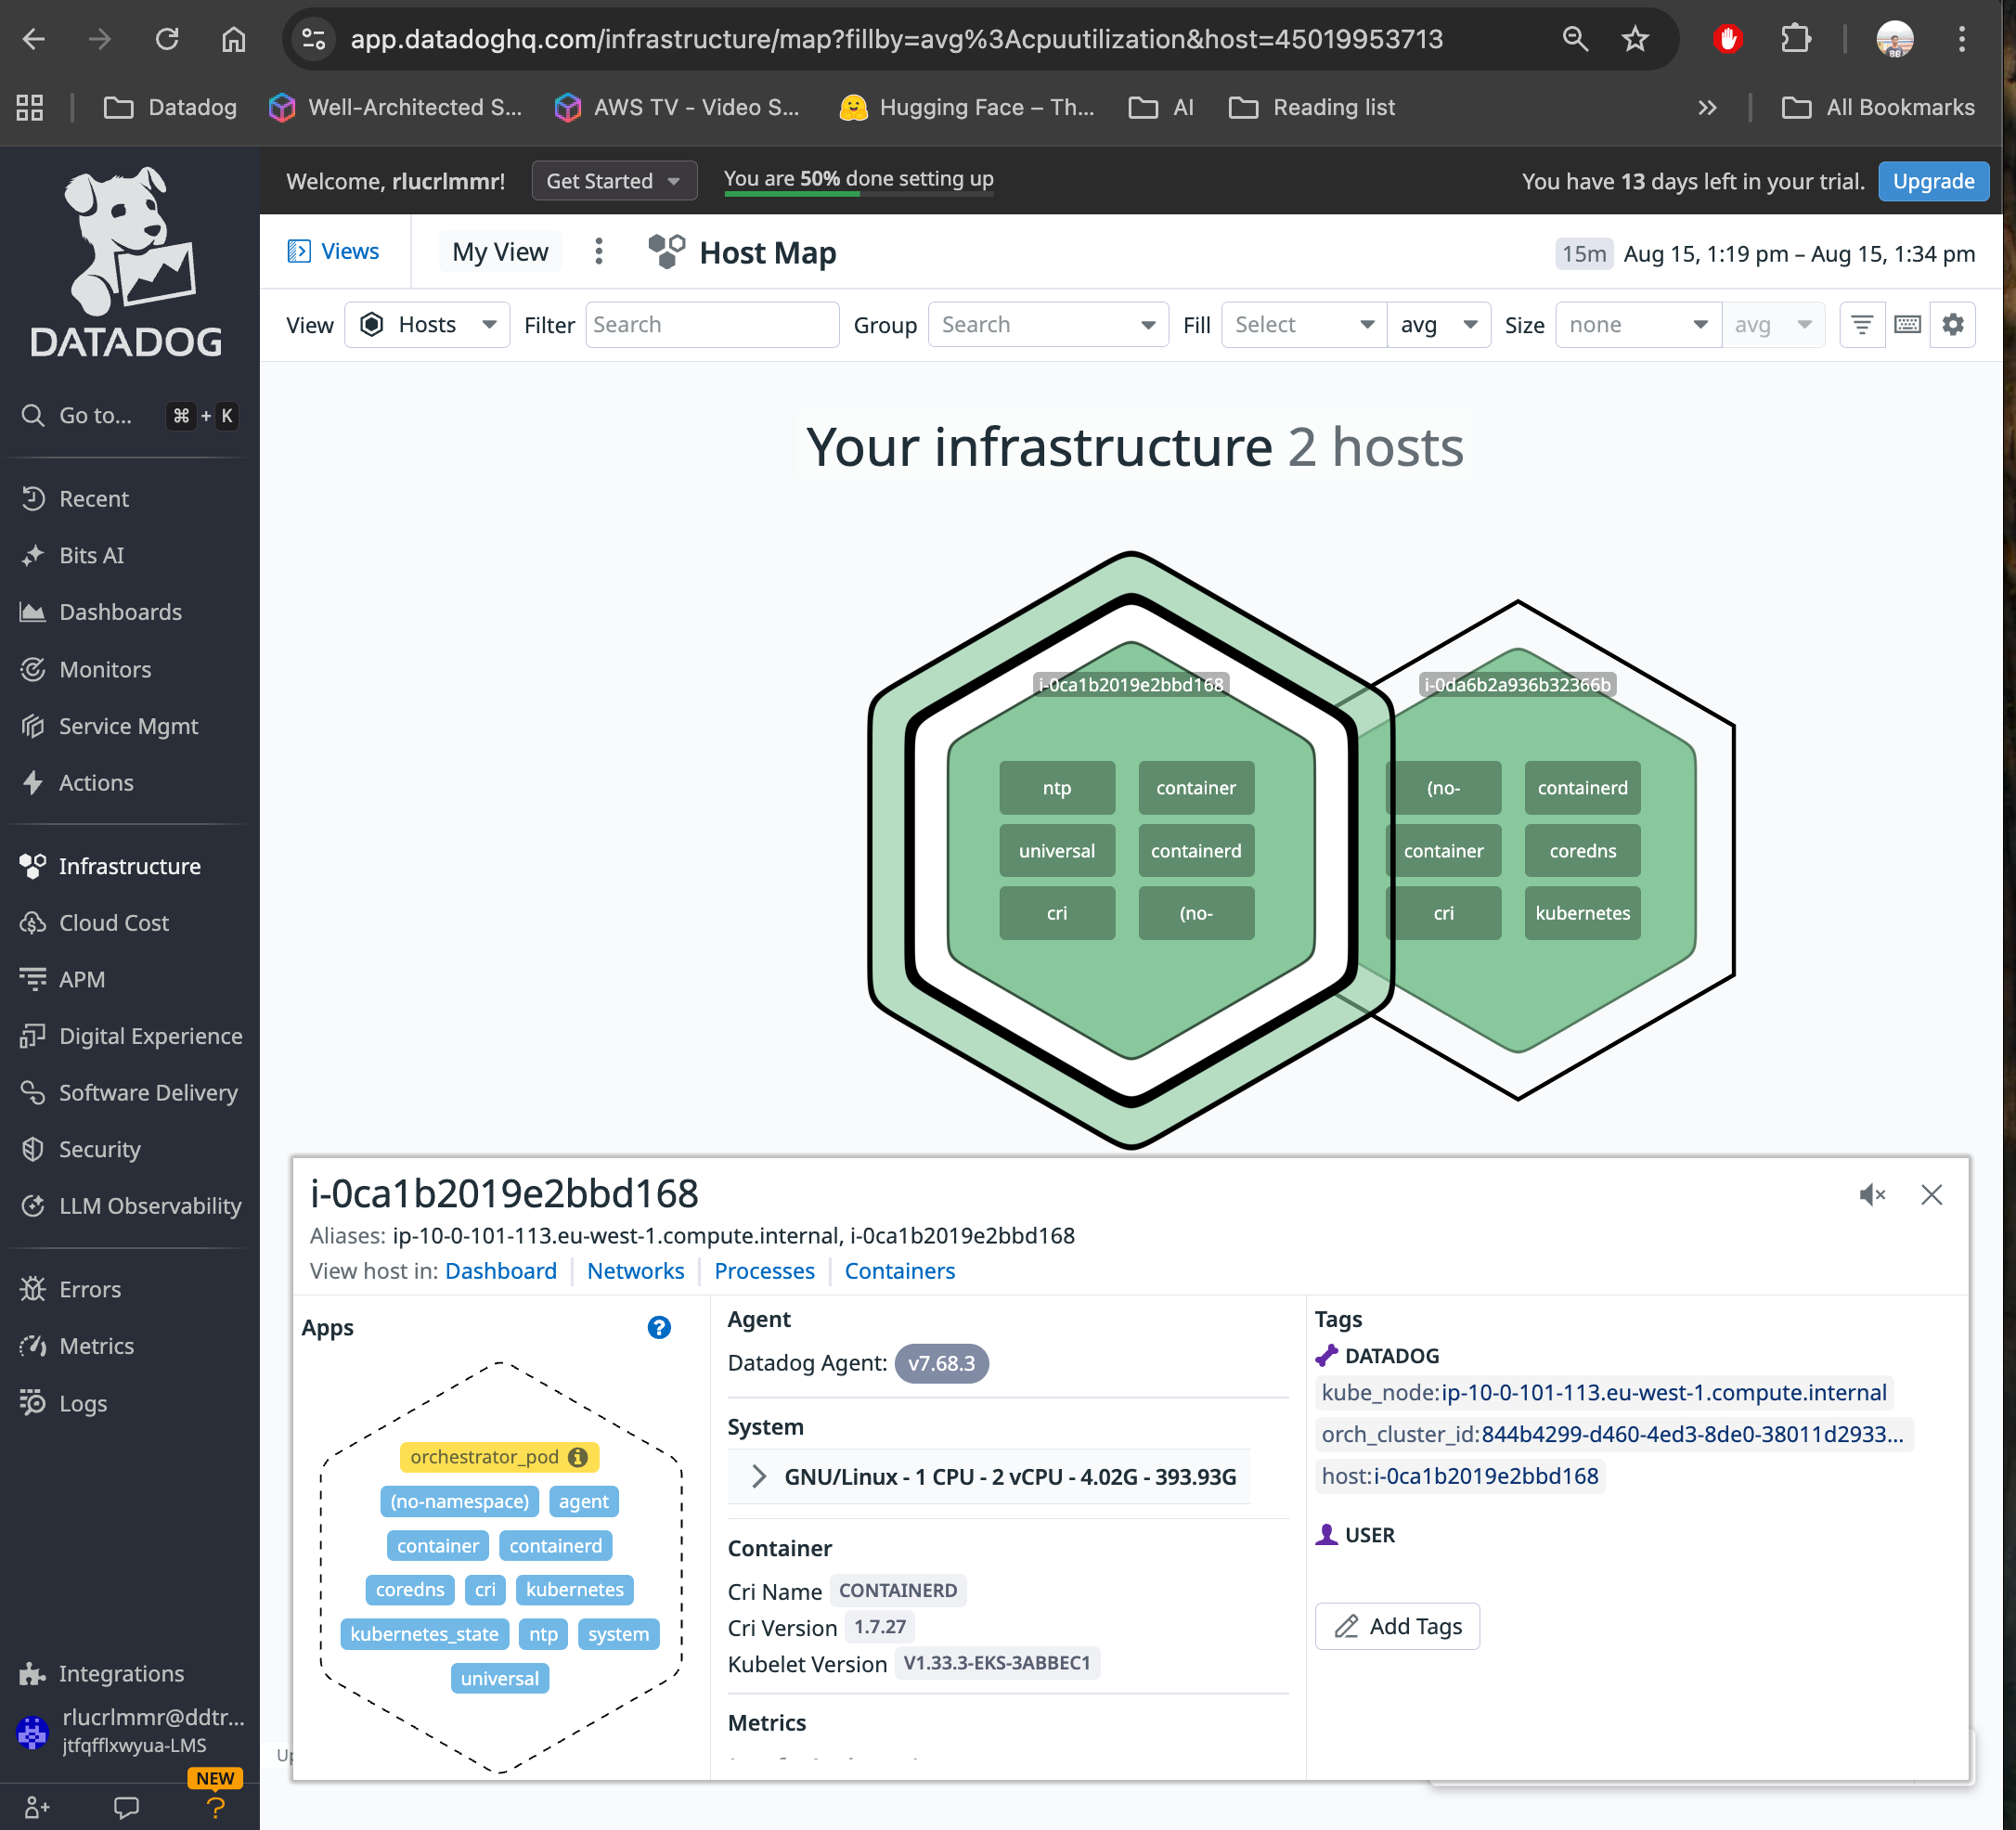 app.datadoghq.com/infrastructure/map?fillby=avg%3Acpuutilization&host=45019953713
Datadog
Well-Architected S...
AWS TV - Video S...
Hugging Face – Th...
AI
Reading list
All Bookmarks
DATADOG
Go to... ⌘ + K
Recent
Bits AI
Dashboards
Monitors
Service Mgmt
Actions
Infrastructure
Cloud Cost
APM
Digital Experience
Software Delivery
Security
LLM Observability
Errors
Metrics
Logs
Integrations
rlucrlmmr@ddtr...
jtfqfflxwyua-LMS
NEW
Welcome, rlucrlmmr!
Get Started
You are 50% done setting up
You have 13 days left in your trial.
Upgrade
Views
My View
Host Map
15m Aug 15, 1:19 pm – Aug 15, 1:34 pm
View Hosts Filter Search Group Search Fill Select avg Size none avg
Your infrastructure 2 hosts
i-0ca1b2019e2bbd168
ntp container
universal containerd
cri (no-
i-0da6b2a936b32366b
(no- containerd
container coredns
cri kubernetes
i-0ca1b2019e2bbd168
Aliases: ip-10-0-101-113.eu-west-1.compute.internal, i-0ca1b2019e2bbd168
View host in: Dashboard Networks Processes Containers
Apps
orchestrator_pod
(no-namespace) agent
container containerd
coredns cri kubernetes
kubernetes_state ntp system
universal
Agent
Datadog Agent: v7.68.3
System
GNU/Linux - 1 CPU - 2 vCPU - 4.02G - 393.93G
Container
Cri Name CONTAINERD
Cri Version 1.7.27
Kubelet Version V1.33.3-EKS-3ABBEC1
Metrics
Tags
DATADOG
kube_node:ip-10-0-101-113.eu-west-1.compute.internal
orch_cluster_id:844b4299-d460-4ed3-8de0-38011d2933...
host:i-0ca1b2019e2bbd168
USER
Add Tags